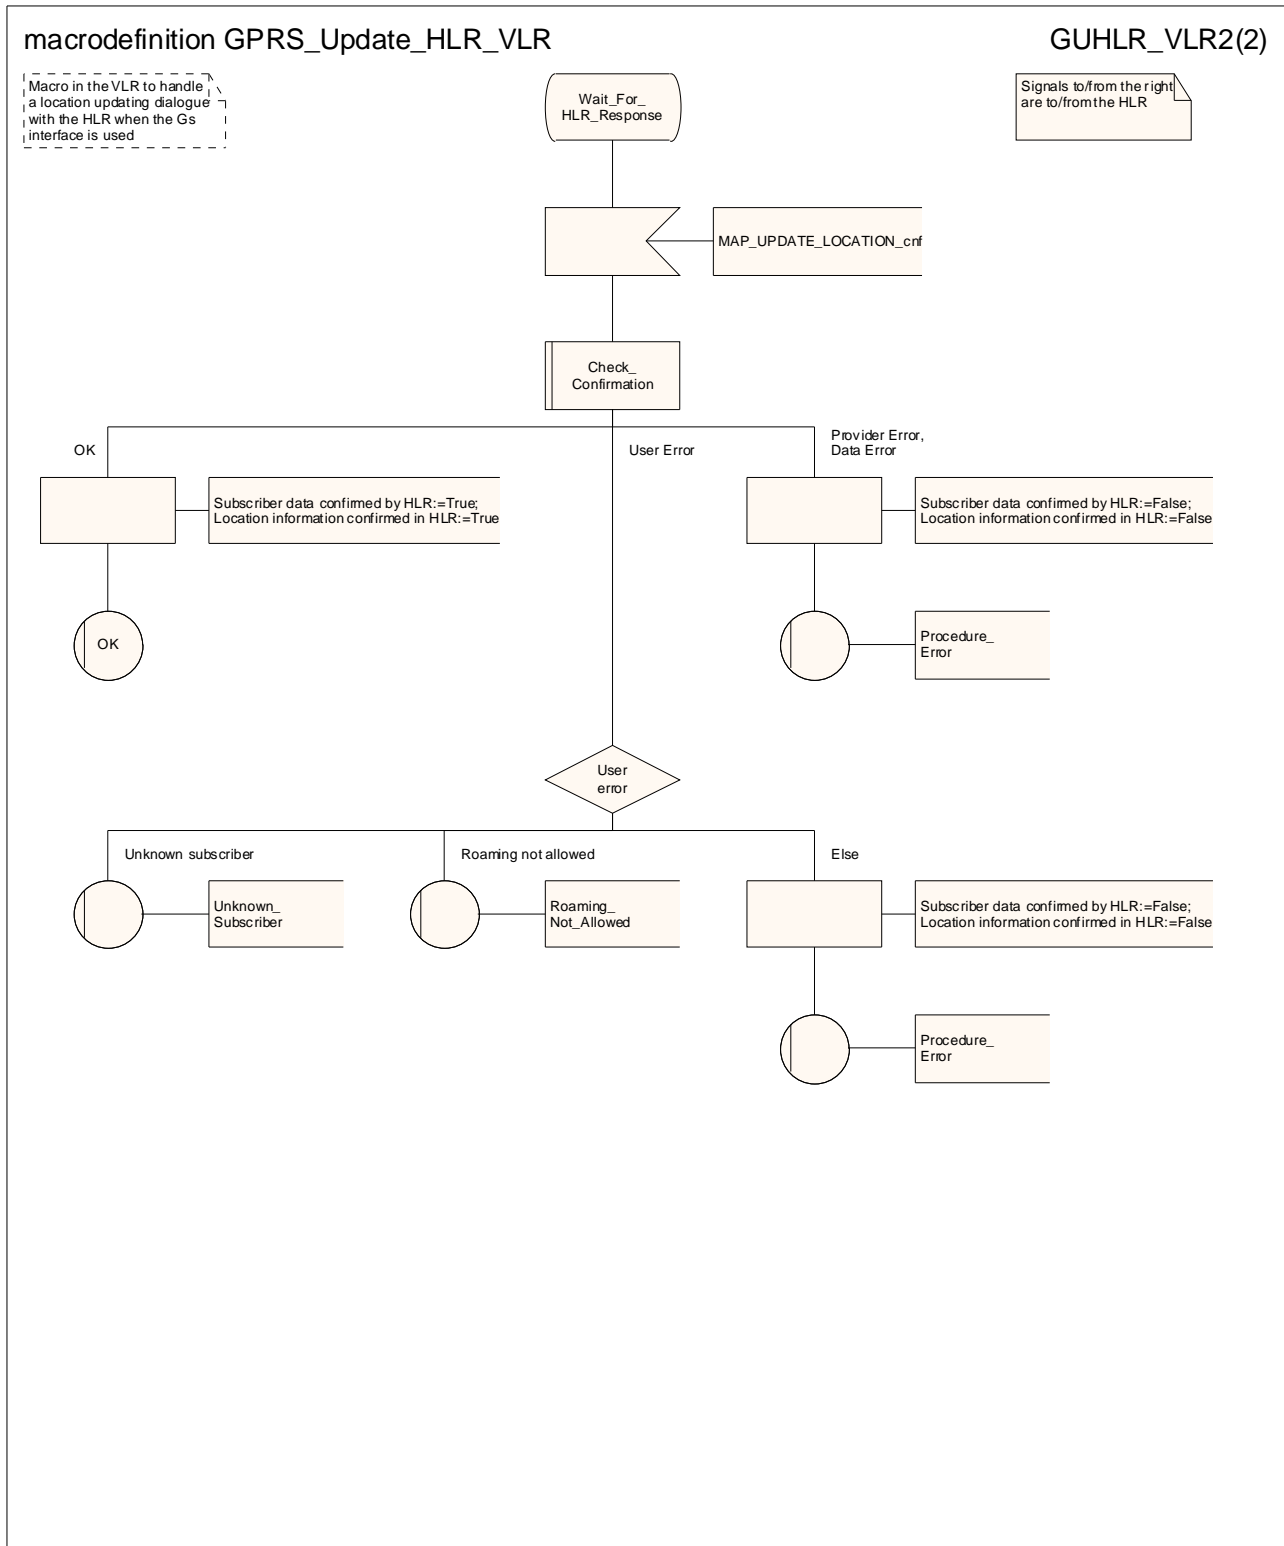 macrodefinition GPRS_Update_HLR_VLR
GUHLR_VLR2(2)
Macro in the VLR to handle
a location updating dialogue
with the HLR when the Gs
interface is used
Wait_For_
HLR_Response
Signals to/from the right
are to/from the HLR
MAP_UPDATE_LOCATION_cnf
Check_
Confirmation
OK
User Error
Provider Error,
Data Error
Subscriber data confirmed by HLR:=True;
Location information confirmed in HLR:=True
Subscriber data confirmed by HLR:=False;
Location information confirmed in HLR:=False
OK
Procedure_
Error
User
error
Unknown subscriber
Roaming not allowed
Else
Unknown_
Subscriber
Roaming_
Not_Allowed
Subscriber data confirmed by HLR:=False;
Location information confirmed in HLR:=False
Procedure_
Error